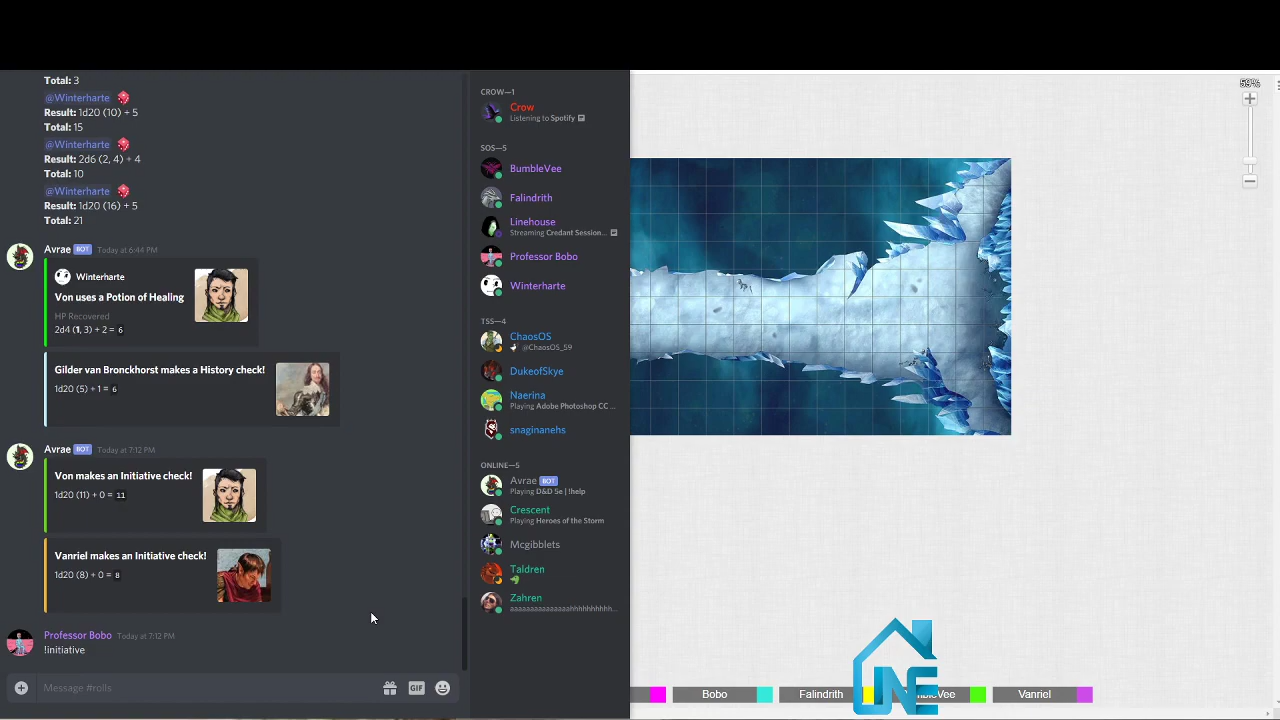 Total: 3
@Winterharte
Result: 1d20 (10) + 5
Total: 15
@Winterharte
Result: 2d6 (2, 4) + 4
Total: 10
@Winterharte
Result: 1d20 (16) + 5
Total: 21
Avrae BOT Today at 6:44 PM
Winterharte
Von uses a Potion of Healing
HP Recovered
2d4 (1, 3) + 2 = 6
Gilder van Bronckhorst makes a History check!
1d20 (5) + 1 = 6
Avrae BOT Today at 7:12 PM
Von makes an Initiative check!
1d20 (11) + 0 = 11
Vanriel makes an Initiative check!
1d20 (8) + 0 = 8
Professor Bobo Today at 7:12 PM
!initiative
Message #rolls
GIF
CROW—1
Crow
Listening to Spotify
SOS—5
BumbleVee
Falindrith
Linehouse
Streaming Credant Session...
Professor Bobo
Winterharte
TSS—4
ChaosOS
@ChaosOS_59
DukeofSkye
Naerina
Playing Adobe Photoshop CC ...
snaginanehs
ONLINE—5
Avrae BOT
Playing D&D 5e | !help
Crescent
Playing Heroes of the Storm
Mcgibblets
Taldren
Zahren
aaaaaaaaaaaaaahhhhhhhhhh...
59%
Bobo
Falindrith
Vee
Vanriel